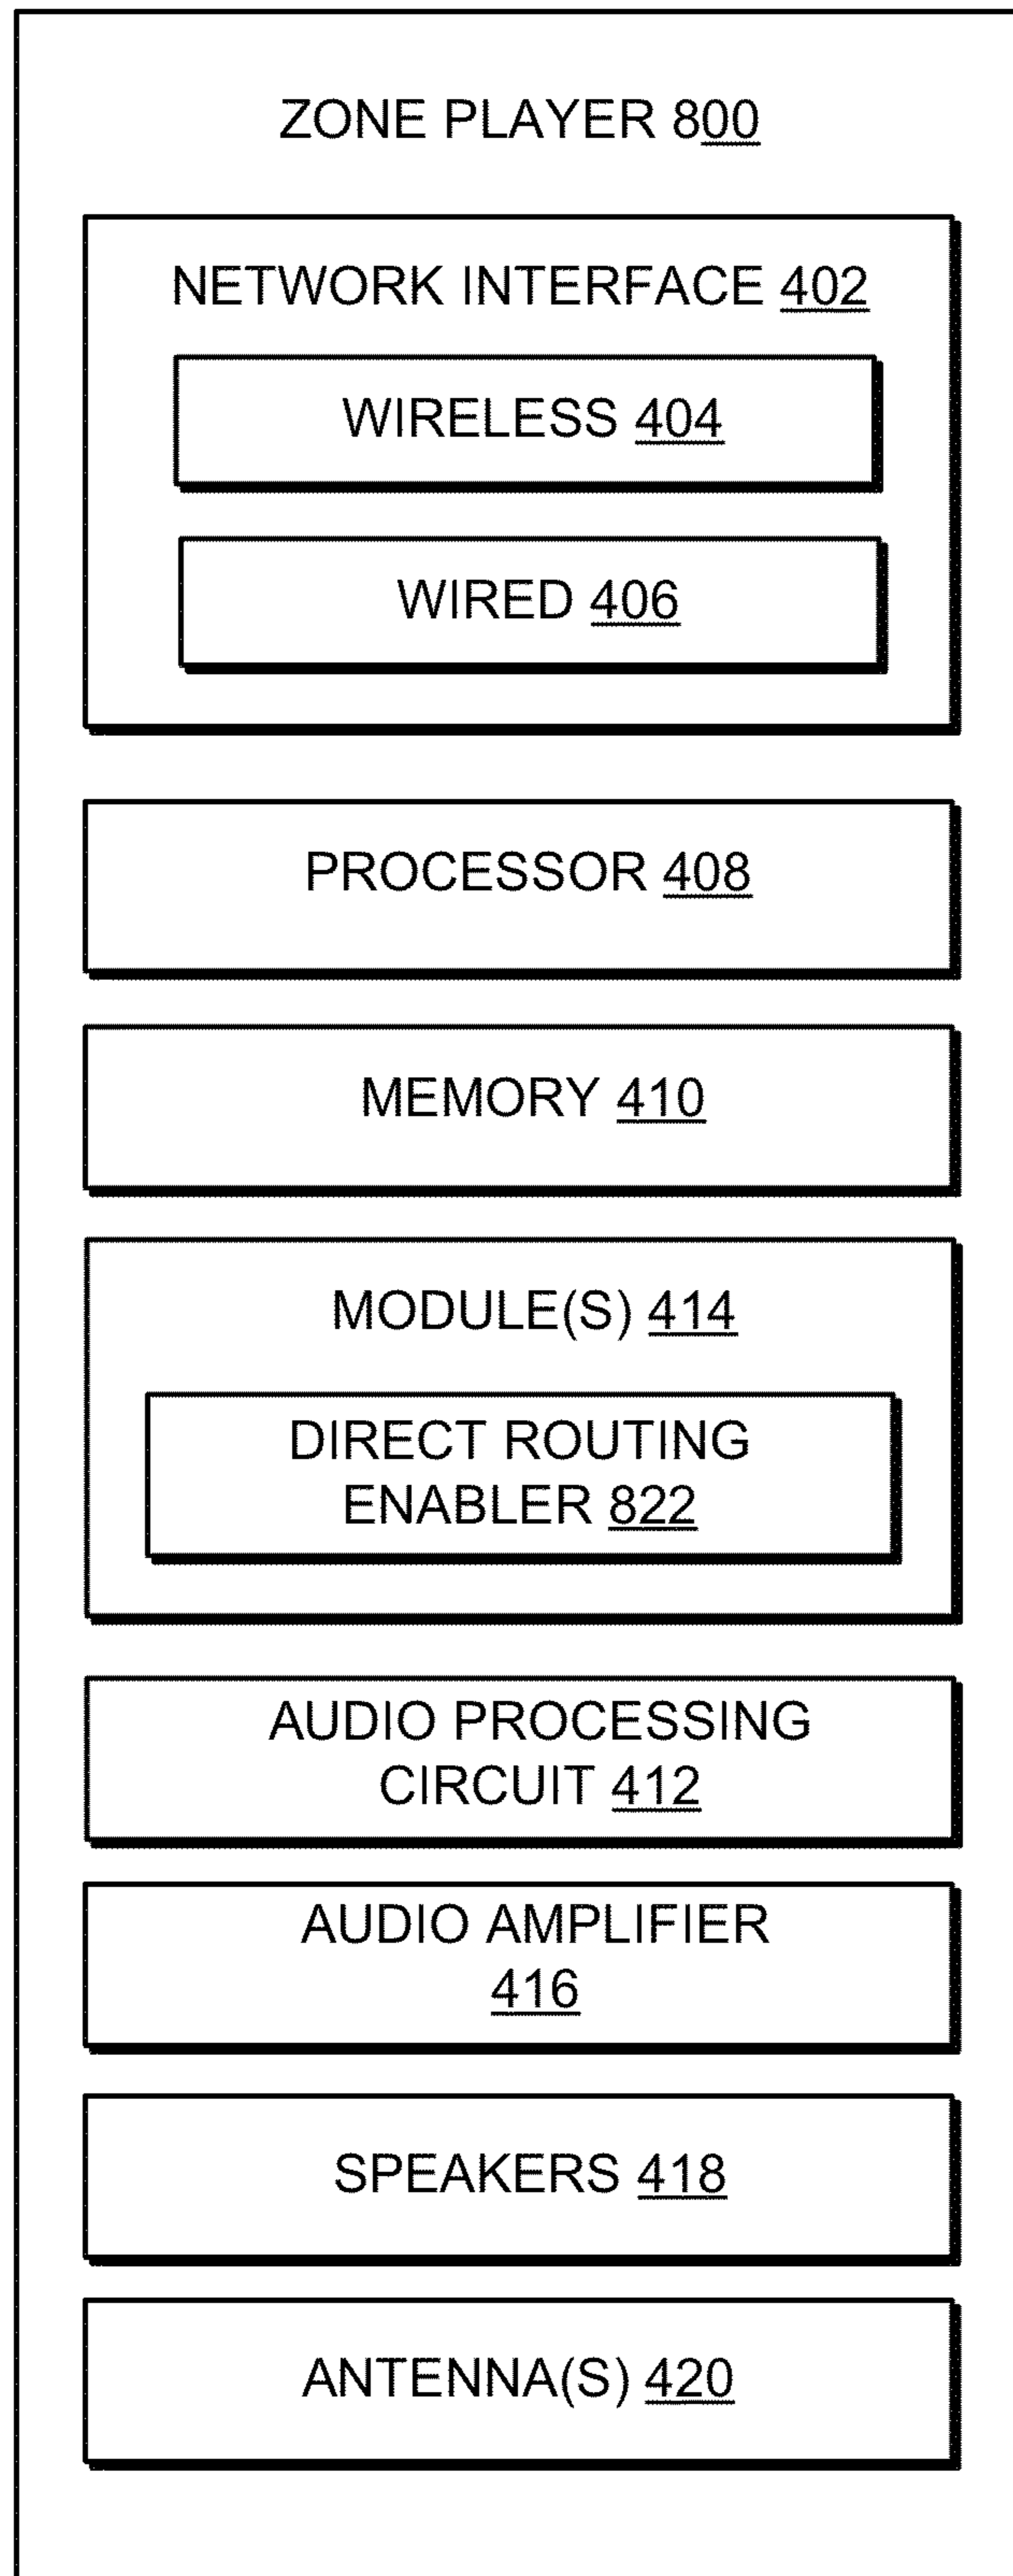 ZONE PLAYER 800
NETWORK INTERFACE 402
WIRELESS 404
WIRED 406
PROCESSOR 408
MEMORY 410
MODULE(S) 414
DIRECT ROUTING
ENABLER 822
AUDIO PROCESSING
CIRCUIT 412
AUDIO AMPLIFIER
416
SPEAKERS 418
ANTENNA(S) 420